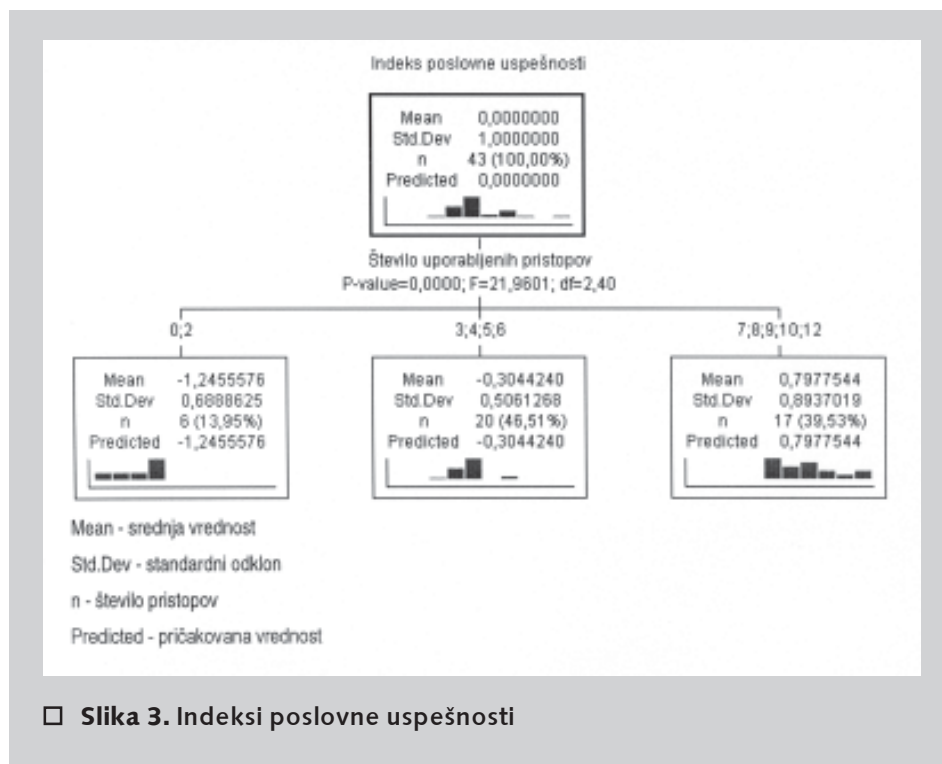 Indeks poslovne uspešnosti
Mean 0,0000000
Std.Dev 1,0000000
n 43 (100,00%)
Predicted 0,0000000
Število uporabljenih pristopov
P-value=0,0000; F=21,9601; df=2,40
0;2
Mean -1,2455576
Std.Dev 0,6888625
n 6 (13,95%)
Predicted -1,2455576
3;4;5;6
Mean -0,3044240
Std.Dev 0,5061268
n 20 (46,51%)
Predicted -0,3044240
7;8;9;10;12
Mean 0,7977544
Std.Dev 0,8937019
n 17 (39,53%)
Predicted 0,7977544
Mean - srednja vrednost
Std.Dev - standardni odklon
n - število pristopov
Predicted - pričakovana vrednost
☐ Slika 3. Indeksi poslovne uspešnosti